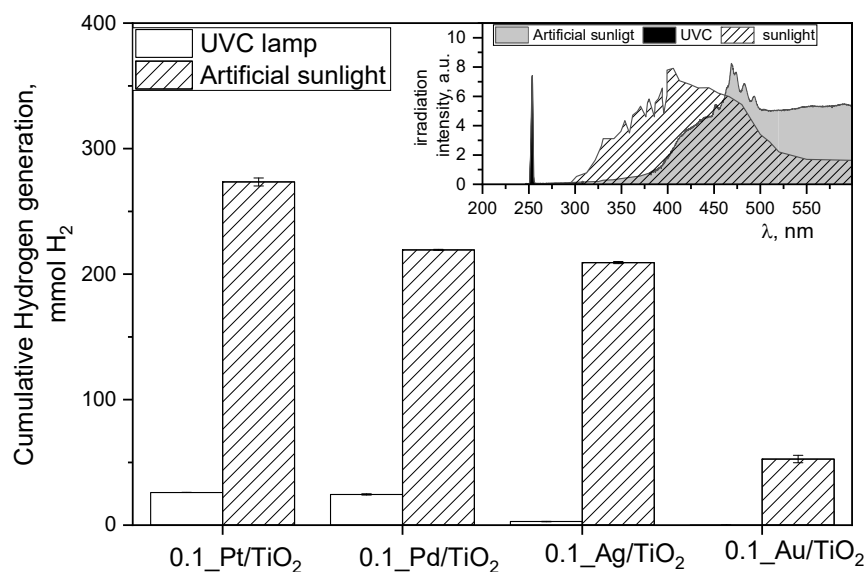 Cumulative Hydrogen generation,
mmol H₂
400
300
200
100
0
UVC lamp
Artificial sunlight
irradiation
intensity, a.u.
10
8
6
4
2
0
Artificial sunligt UVC sunlight
200 250 300 350 400 450 500 550
λ, nm
0.1_Pt/TiO₂ 0.1_Pd/TiO₂ 0.1_Ag/TiO₂ 0.1_Au/TiO₂